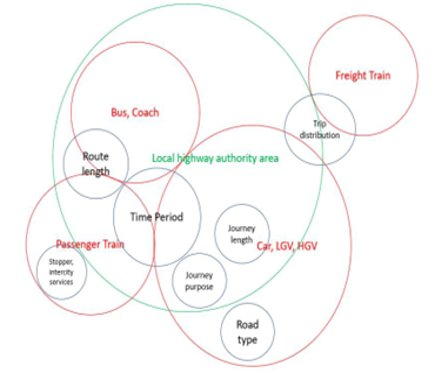 Freight Train
Bus, Coach
Trip
distribution
Local highway authority area
Route
length
Time Period
Journey
length
Passenger Train
Car, LGV, HGV
Stopper,
intercity
services
Journey
purpose
Road
type